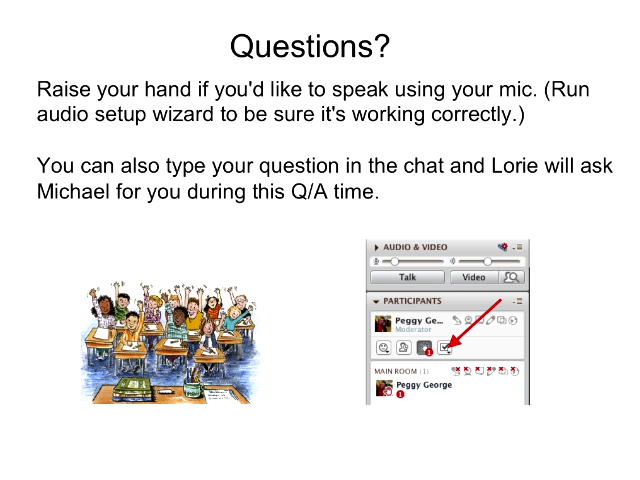 Questions?
Raise your hand if you'd like to speak using your mic. (Run
audio setup wizard to be sure it's working correctly.)
You can also type your question in the chat and Lorie will ask
Michael for you during this Q/A time.
AUDIO & VIDEO
Talk
Video
PARTICIPANTS
Peggy Ge...
Moderator
1
MAIN ROOM (1)
Peggy George
1